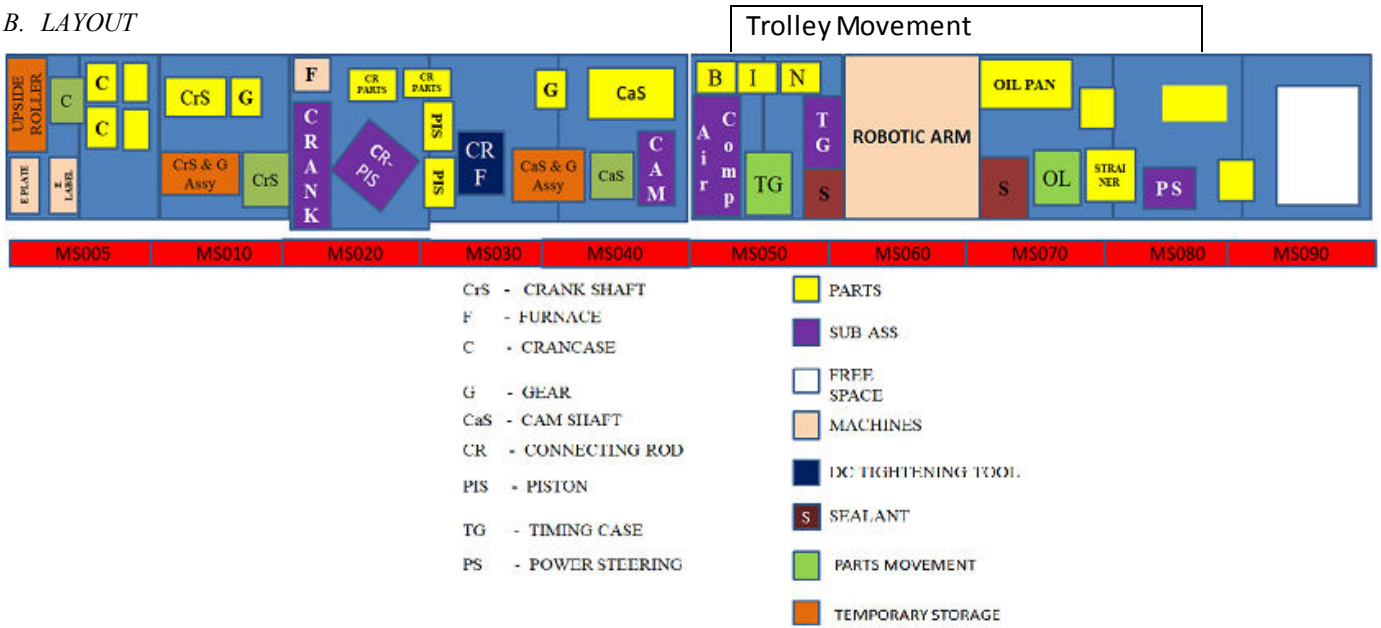 B. LAYOUT
Trolley Movement
UPSIDE
ROLLER
C
C
C
CrS
G
F
CR
PARTS
CR
PARTS
G
CaS
B I N
OIL PAN
E PLATE
E
LABEL
CrS & G
Assy
CrS
CRANK
CR-
PIS
PIS
PIS
CR
F
CaS & G
Assy
CaS
CAM
Air
Comp
TG
TG
S
ROBOTIC ARM
S
OL
STRAI
NER
PS
MS005 MS010 MS020 MS030 MS040 MS050 MS060 MS070 MS080 MS090
CrS - CRANK SHAFT
F - FURNACE
C - CRANCASE
G - GEAR
CaS - CAM SHAFT
CR - CONNECTING ROD
PIS - PISTON
TG - TIMING CASE
PS - POWER STEERING
PARTS
SUB ASS
FREE
SPACE
MACHINES
DC TIGHTENING TOOL
S SEALANT
PARTS MOVEMENT
TEMPORARY STORAGE